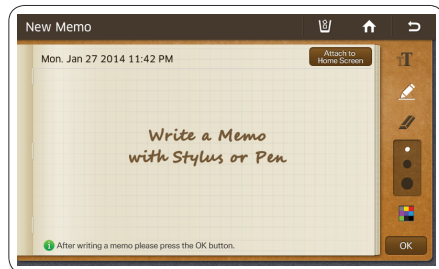 New Memo
Mon. Jan 27 2014 11:42 PM
Attach to
Home Screen
TT
Write a Memo
with Stylus or Pen
After writing a memo please press the OK button.
OK